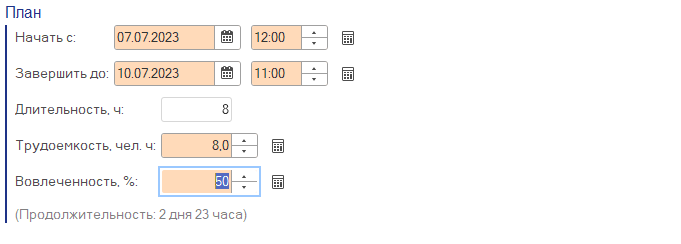 План
Начать с: 07.07.2023 12:00
Завершить до: 10.07.2023 11:00
Длительность, ч: 8
Трудоемкость, чел. ч: 8,0
Вовлеченность, %: 50
(Продолжительность: 2 дня 23 часа)